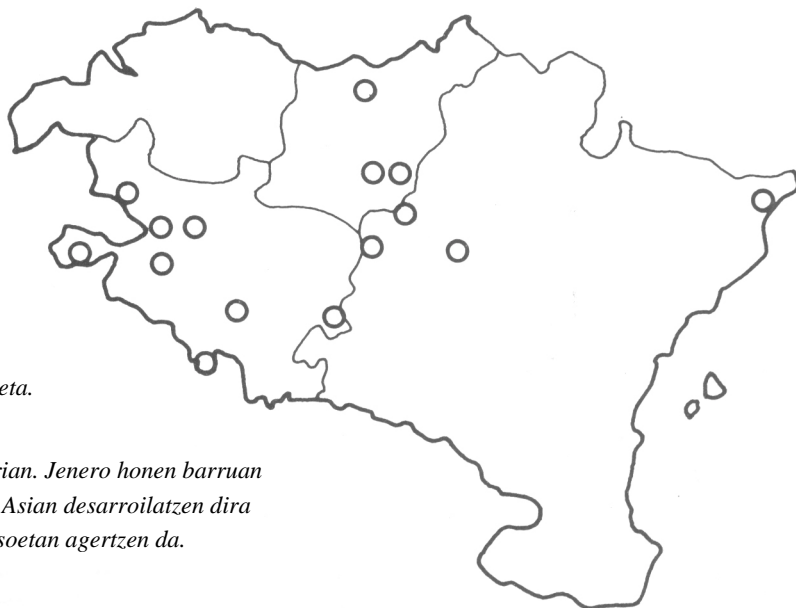 eta.
rian. Jenero honen barruan
Asian desarroilatzen dira
soetan agertzen da.